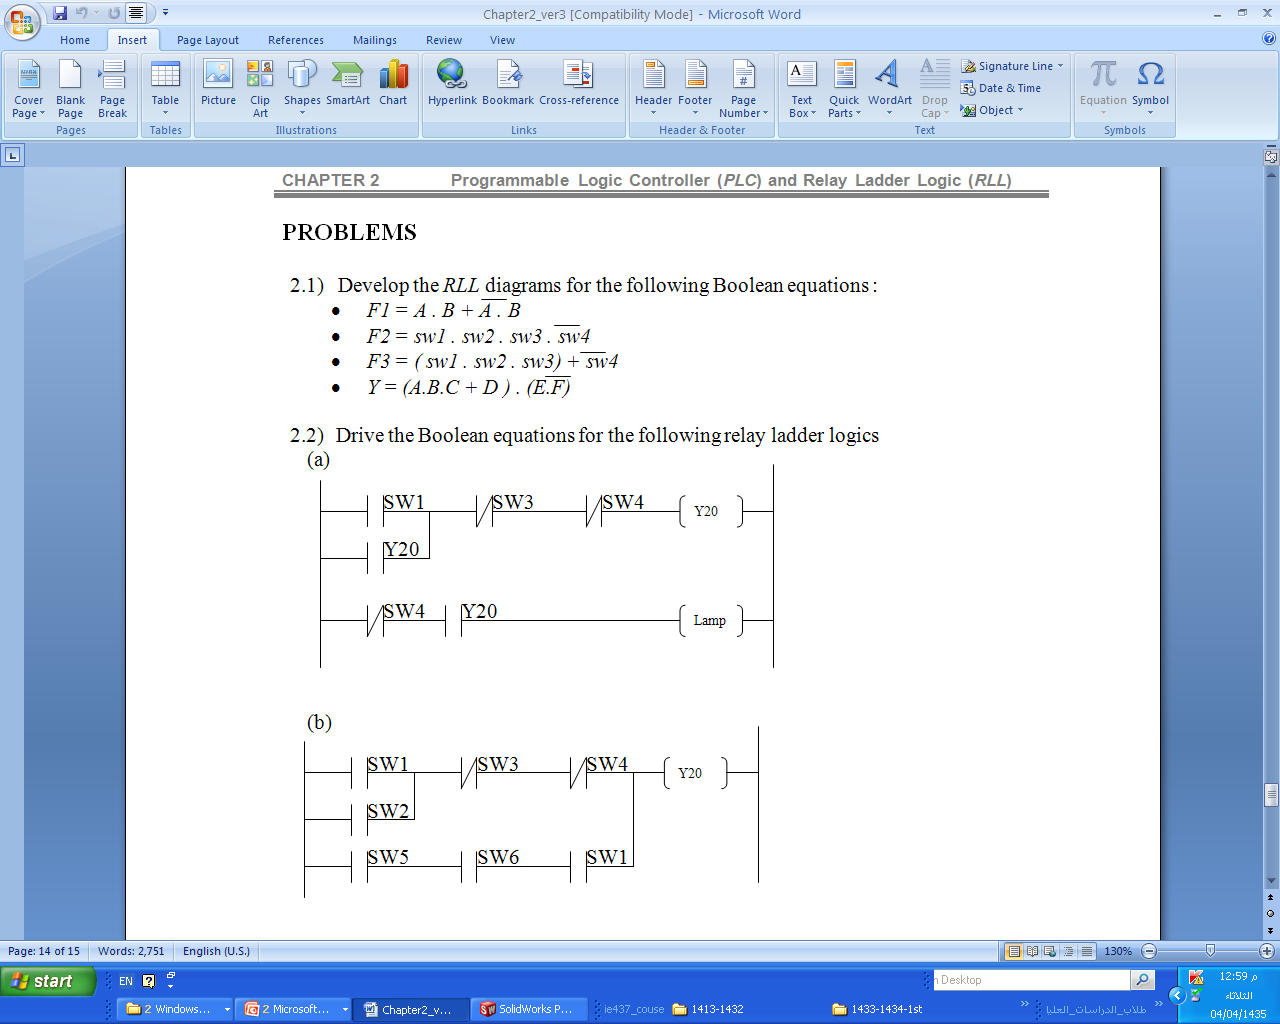 Chapter2_ver3 [Compatibility Mode] - Microsoft Word
Home Insert Page Layout References Mailings Review View
Cover Page Blank Page Page Break Table Picture Clip Art Shapes SmartArt Chart Hyperlink Bookmark Cross-reference Header Footer Page Number Text Box Quick Parts WordArt Drop Cap Signature Line Date & Time Object Equation Symbol
Pages Tables Illustrations Links Header & Footer Text Symbols
CHAPTER 2 Programmable Logic Controller (PLC) and Relay Ladder Logic (RLL)
PROBLEMS
2.1) Develop the RLL diagrams for the following Boolean equations :
• F1 = A . B + A̅ ̅.̅ B
• F2 = sw1 . sw2 . sw3 . s̅w̅4
• F3 = ( sw1 . sw2 . sw3) + s̅w̅4
• Y = (A.B.C + D ) . (E.̅F̅)
2.2) Drive the Boolean equations for the following relay ladder logics
(a)
SW1 SW3 SW4 Y20
Y20
SW4 Y20 Lamp
(b)
SW1 SW3 SW4 Y20
SW2
SW5 SW6 SW1
Page: 14 of 15 Words: 2,751 English (U.S.) 130%
start EN n Desktop 12:59 م
الثلاثاء
2 Windows... 2 Microsoft... Chapter2_v... SolidWorks P... ie437_couse 1413-1432 1433-1434-1st طلاب_الدراسات_العليا 04/04/1435